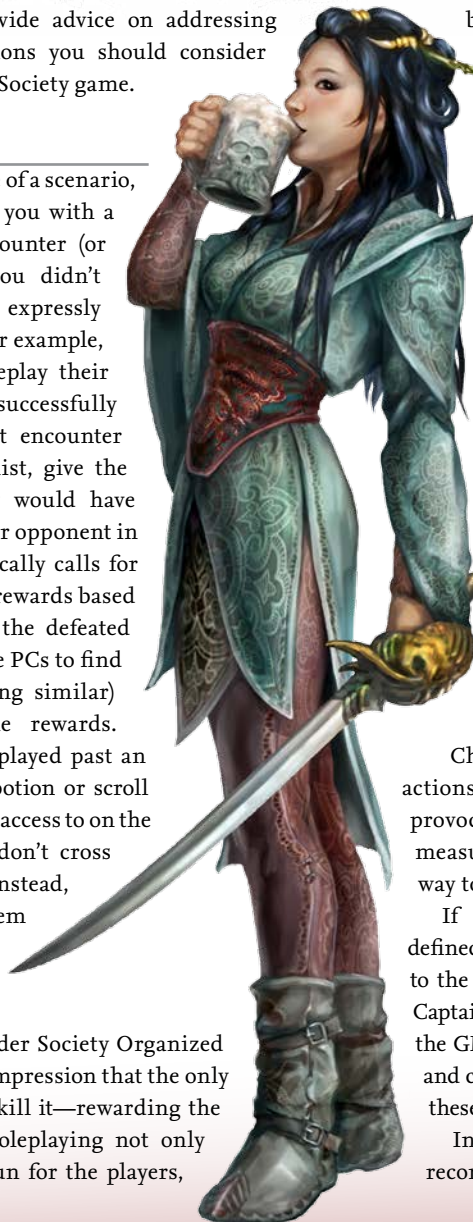 vide advice on addressing
ons you should consider
Society game.
of a scenario,
you with a
ounter (or
ou didn't
expressly
r example,
eplay their
successfully
t encounter
ist, give the
would have
r opponent in
cally calls for
rewards based
the defeated
e PCs to find
ng similar)
e rewards.
played past an
potion or scroll
access to on the
don't cross
nstead,
em
der Society Organized
mpression that the only
kill it—rewarding the
oleplaying not only
un for the players,
b
Ch
actions
provoc
measu
way to
If
defined
to the
Captai
the GM
and c
these
In
recor